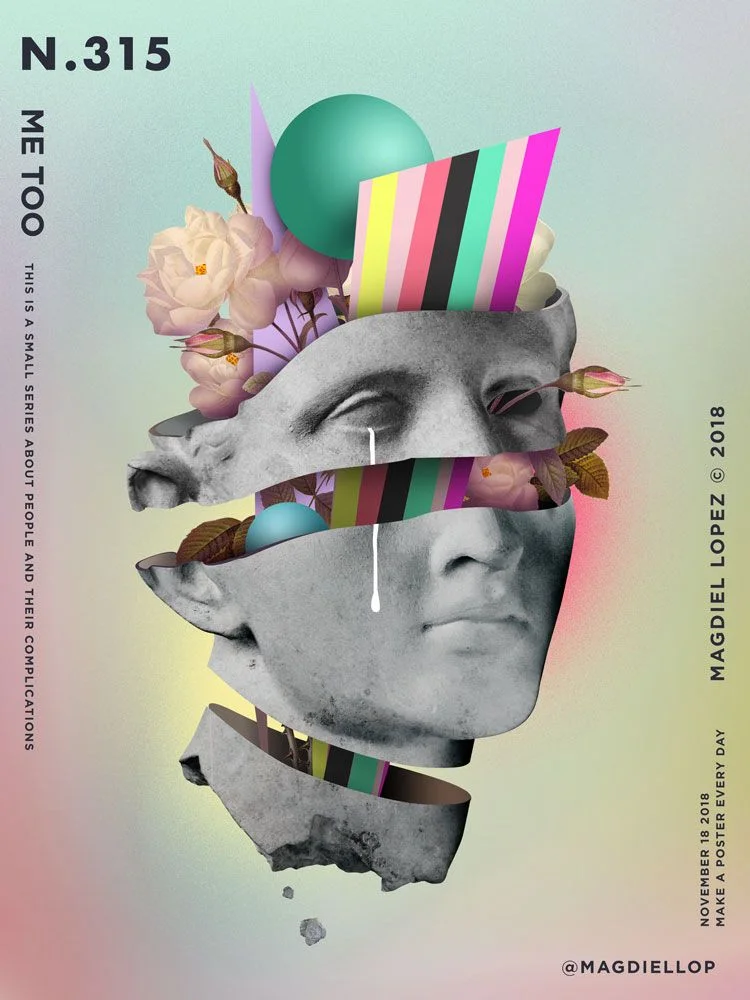 N.315
ME TOO
THIS IS A SMALL SERIES ABOUT PEOPLE AND THEIR COMPLICATIONS
MAGDIEL LOPEZ © 2018
NOVEMBER 18 2018
MAKE A POSTER EVERY DAY
@MAGDIELLOP